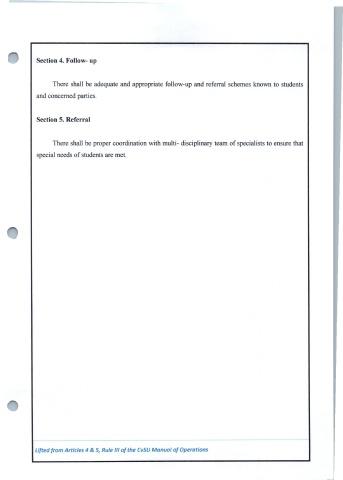 Section 4. Follow- up
There shall be adequate and appropriate follow-up and referral schemes known to students
and concerned parties.
Section 5. Referral
There shall be proper coordination with multi- disciplinary team of specialists to ensure that
special needs of students are met.
Lifted from Articles 4 & 5, Rule III of the CvSU Manual of Operations